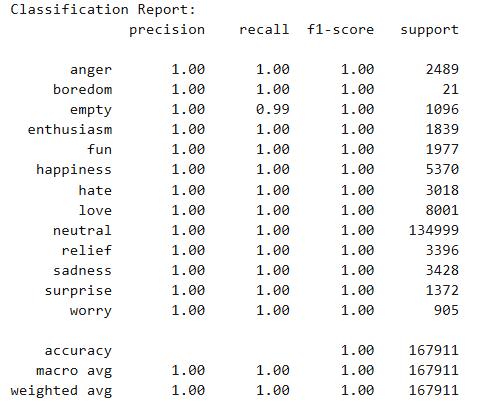 Classification Report:
precision recall f1-score support
anger 1.00 1.00 1.00 2489
boredom 1.00 1.00 1.00 21
empty 1.00 0.99 1.00 1096
enthusiasm 1.00 1.00 1.00 1839
fun 1.00 1.00 1.00 1977
happiness 1.00 1.00 1.00 5370
hate 1.00 1.00 1.00 3018
love 1.00 1.00 1.00 8001
neutral 1.00 1.00 1.00 134999
relief 1.00 1.00 1.00 3396
sadness 1.00 1.00 1.00 3428
surprise 1.00 1.00 1.00 1372
worry 1.00 1.00 1.00 905
accuracy 1.00 167911
macro avg 1.00 1.00 1.00 167911
weighted avg 1.00 1.00 1.00 167911